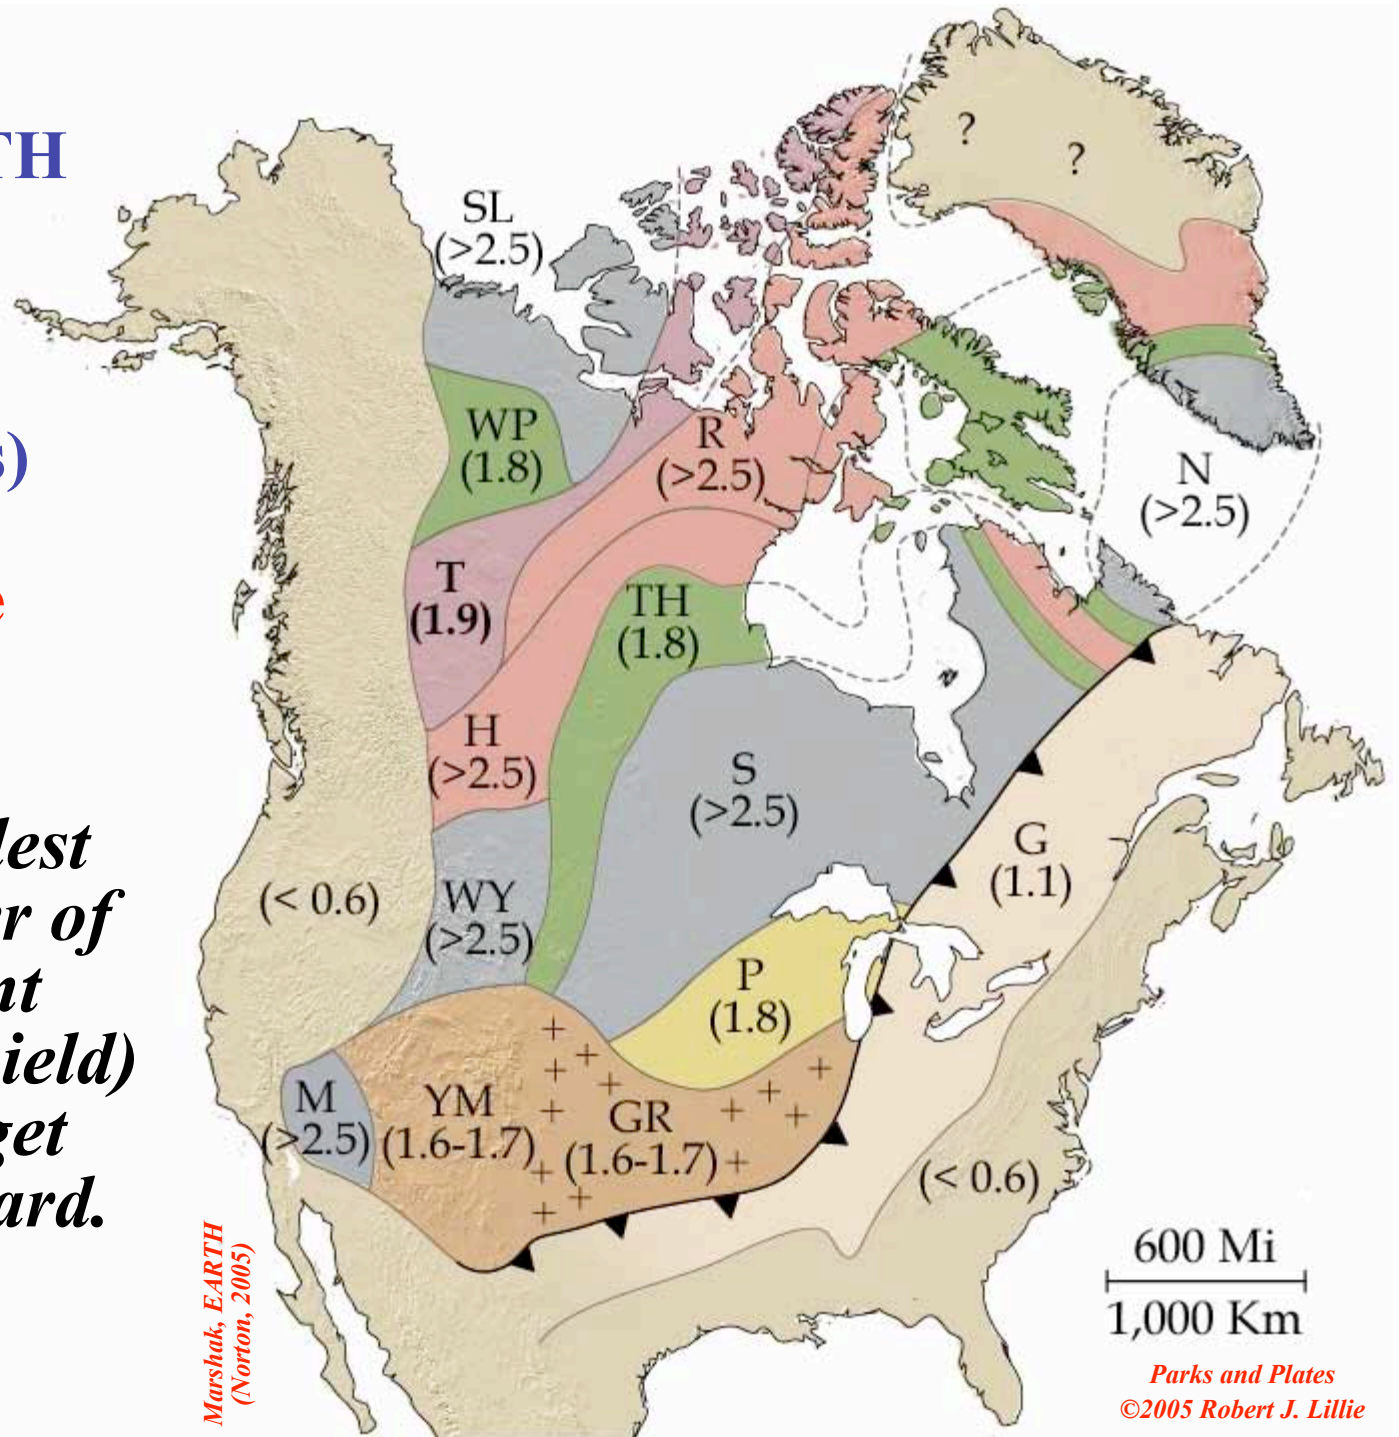 TH
s)
e
lest
er of
nt
ield)
get
ard.
?
?
SL
(>2.5)
WP
(1.8)
R
(>2.5)
N
(>2.5)
T
(1.9)
TH
(1.8)
H
(>2.5)
S
(>2.5)
G
(1.1)
(< 0.6)
WY
(>2.5)
P
(1.8)
M
(>2.5)
YM
(1.6-1.7)
GR
(1.6-1.7)
(< 0.6)
600 Mi
1,000 Km
Marshak, EARTH
(Norton, 2005)
Parks and Plates
©2005 Robert J. Lillie